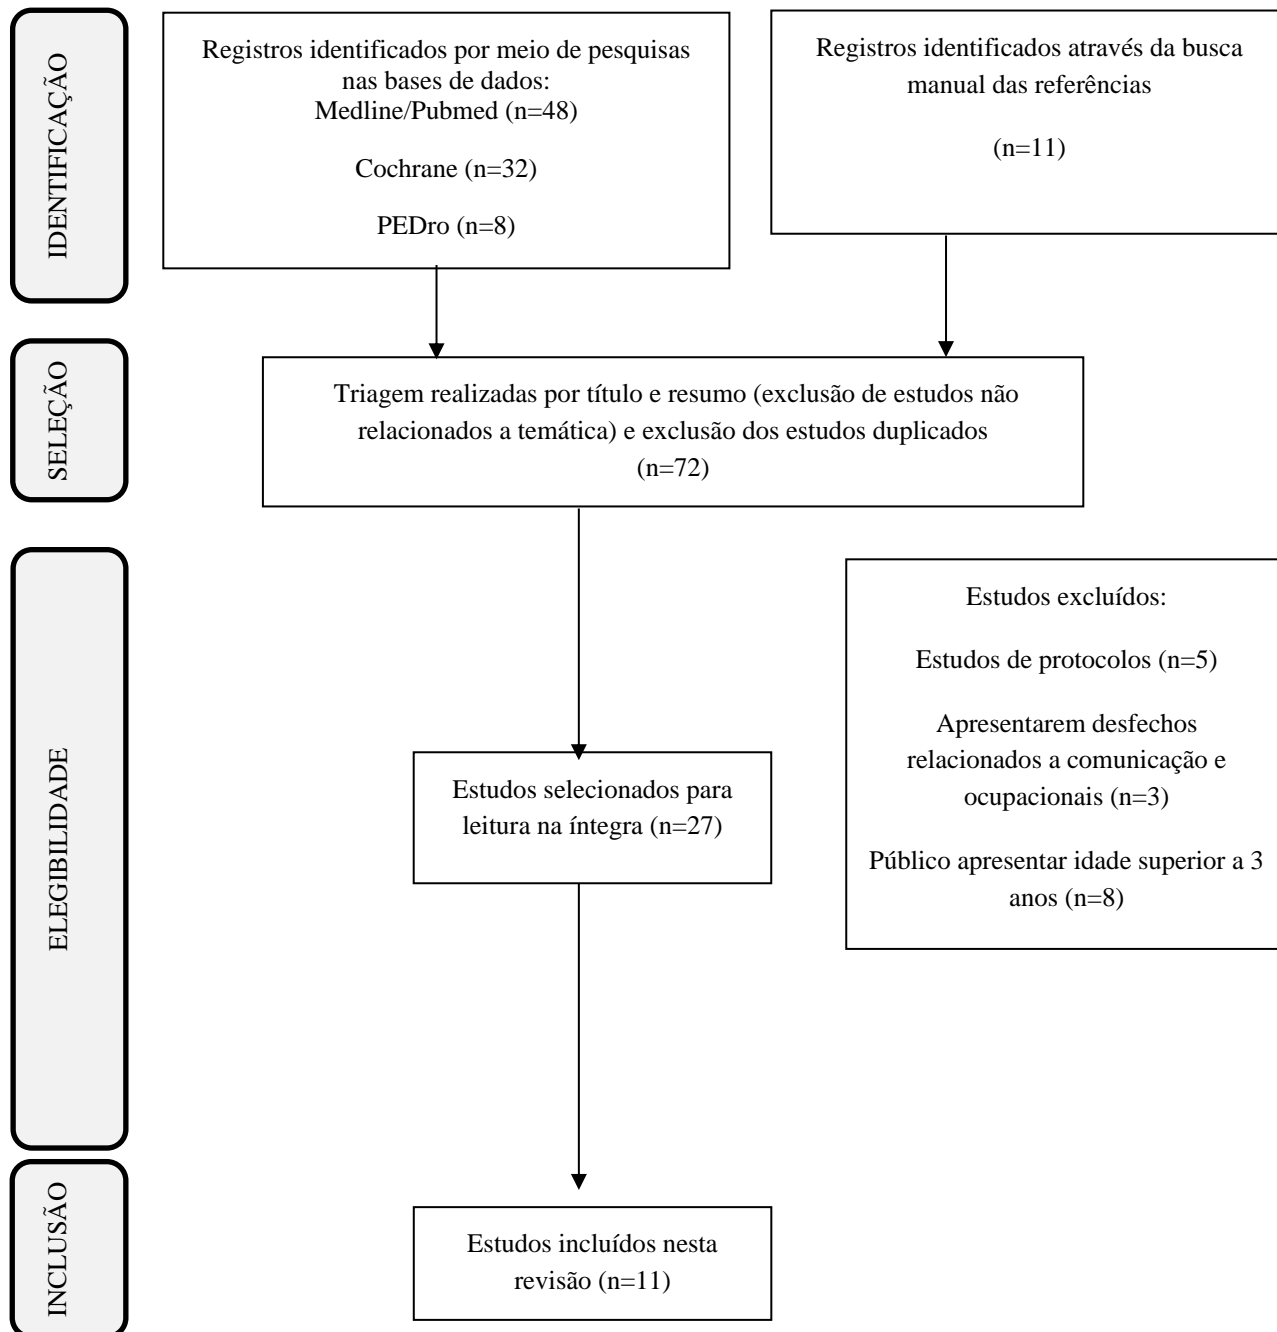 IDENTIFICAÇÃO
Registros identificados por meio de pesquisas
nas bases de dados:
Medline/Pubmed (n=48)
Cochrane (n=32)
PEDro (n=8)
Registros identificados através da busca
manual das referências
(n=11)
SELEÇÃO
Triagem realizadas por título e resumo (exclusão de estudos não
relacionados a temática) e exclusão dos estudos duplicados
(n=72)
ELEGIBILIDADE
Estudos selecionados para
leitura na íntegra (n=27)
Estudos excluídos:
Estudos de protocolos (n=5)
Apresentarem desfechos
relacionados a comunicação e
ocupacionais (n=3)
Público apresentar idade superior a 3
anos (n=8)
INCLUSÃO
Estudos incluídos nesta
revisão (n=11)